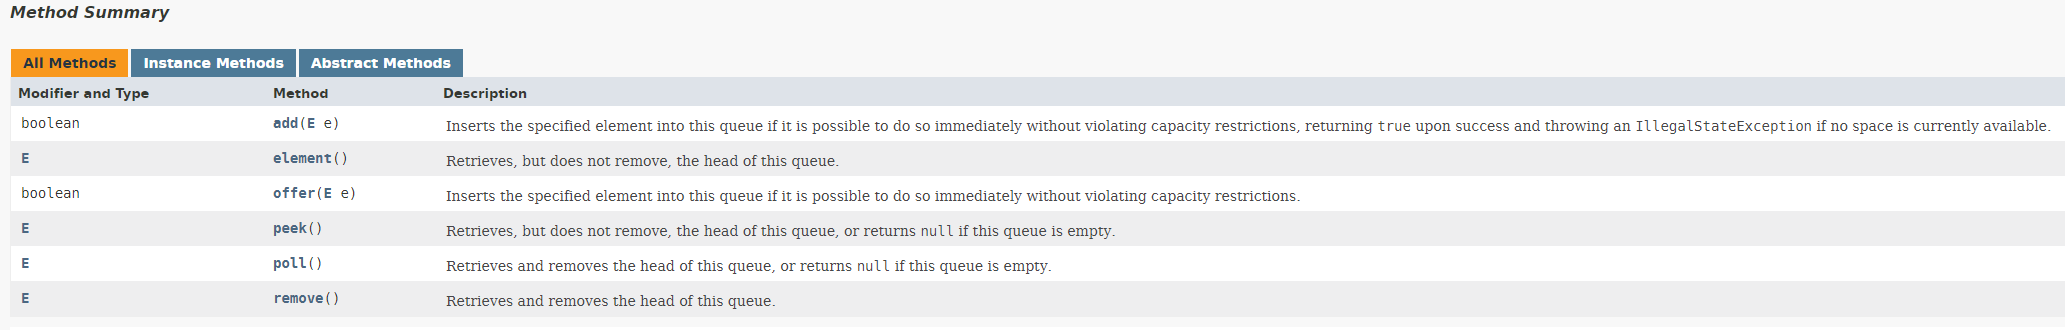 Method Summary
All Methods Instance Methods Abstract Methods
Modifier and Type Method Description
boolean add(E e) Inserts the specified element into this queue if it is possible to do so immediately without violating capacity restrictions, returning true upon success and throwing an IllegalStateException if no space is currently available.
E element() Retrieves, but does not remove, the head of this queue.
boolean offer(E e) Inserts the specified element into this queue if it is possible to do so immediately without violating capacity restrictions.
E peek() Retrieves, but does not remove, the head of this queue, or returns null if this queue is empty.
E poll() Retrieves and removes the head of this queue, or returns null if this queue is empty.
E remove() Retrieves and removes the head of this queue.